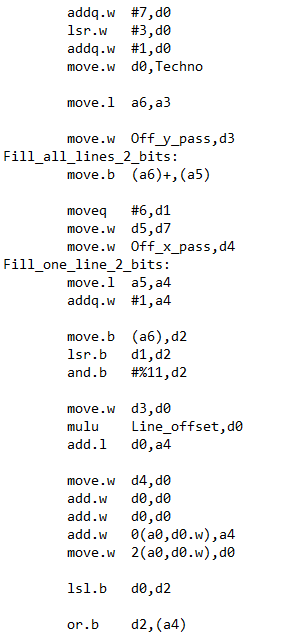 addq.w #7,d0
lsr.w #3,d0
addq.w #1,d0
move.w d0,Techno
move.l a6,a3
move.w Off_y_pass,d3
Fill_all_lines_2_bits:
move.b (a6)+,(a5)
moveq #6,d1
move.w d5,d7
move.w Off_x_pass,d4
Fill_one_line_2_bits:
move.l a5,a4
addq.w #1,a4
move.b (a6),d2
lsr.b d1,d2
and.b #%11,d2
move.w d3,d0
mulu Line_offset,d0
add.l d0,a4
move.w d4,d0
add.w d0,d0
add.w d0,d0
add.w 0(a0,d0.w),a4
move.w 2(a0,d0.w),d0
lsl.b d0,d2
or.b d2,(a4)